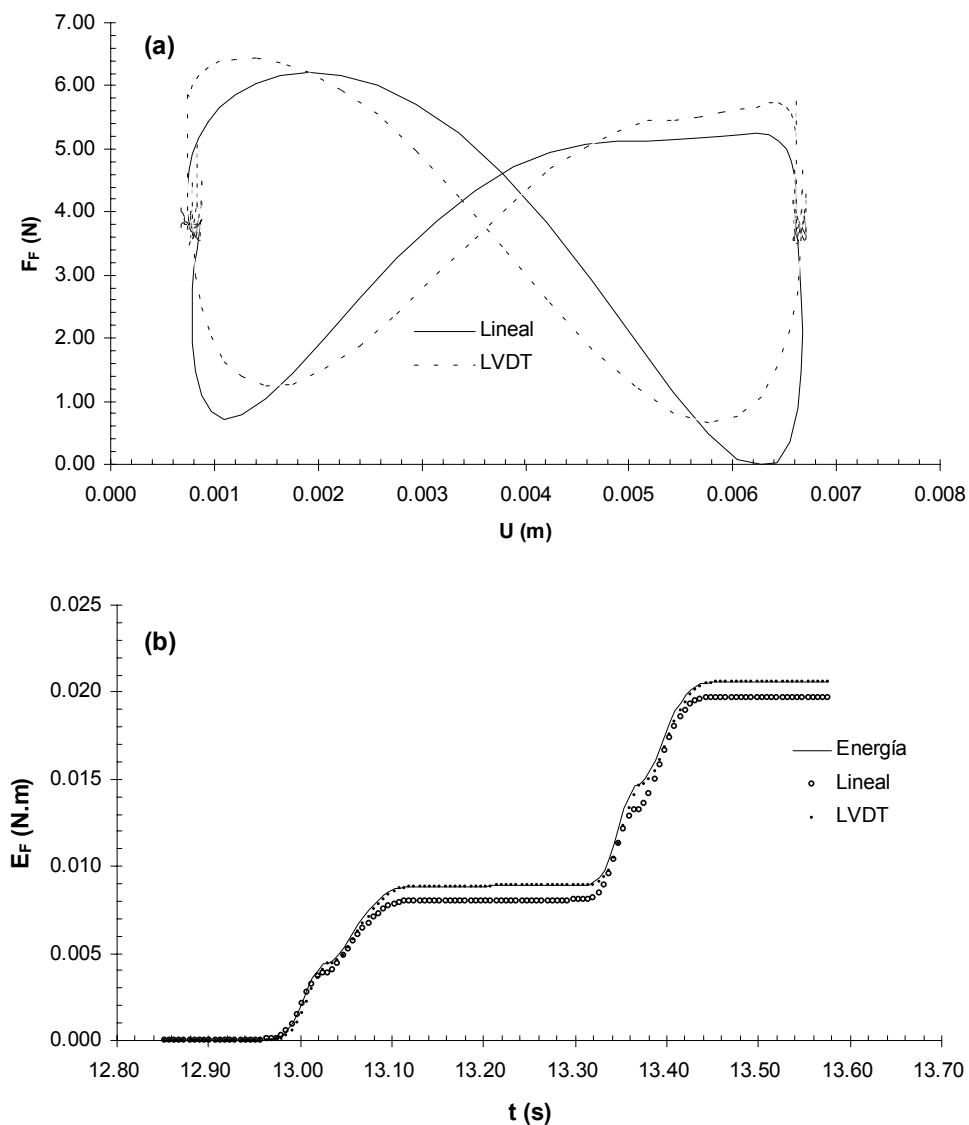 (a)
7.00
6.00
5.00
4.00
3.00
2.00
1.00
0.00
F_F (N)
Lineal
LVDT
0.000 0.001 0.002 0.003 0.004 0.005 0.006 0.007 0.008
U (m)
(b)
0.025
0.020
0.015
0.010
0.005
0.000
E_F (N.m)
Energía
Lineal
LVDT
12.80 12.90 13.00 13.10 13.20 13.30 13.40 13.50 13.60 13.70
t (s)